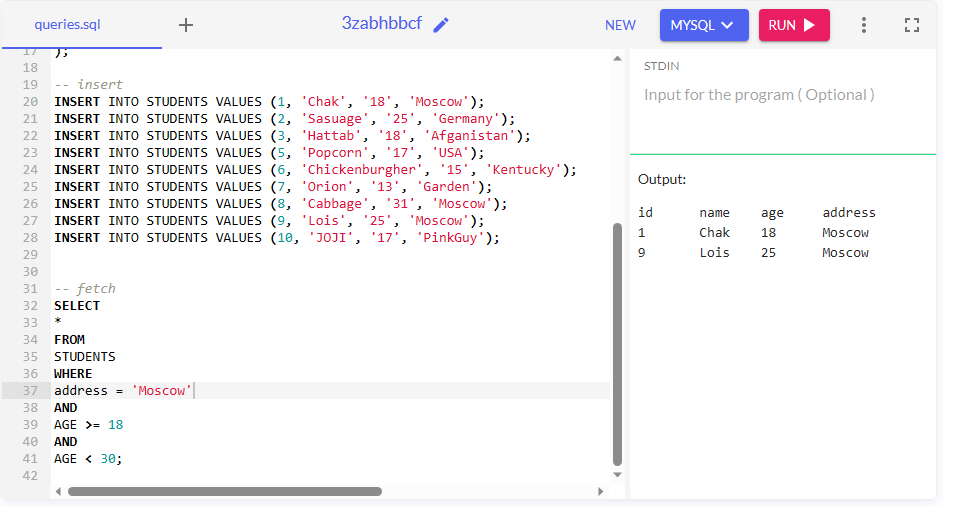 queries.sql
+
3zabhbbcf
NEW
MYSQL
RUN
17 );
18
19 -- insert
20 INSERT INTO STUDENTS VALUES (1, 'Chak', '18', 'Moscow');
21 INSERT INTO STUDENTS VALUES (2, 'Sasuage', '25', 'Germany');
22 INSERT INTO STUDENTS VALUES (3, 'Hattab', '18', 'Afganistan');
23 INSERT INTO STUDENTS VALUES (5, 'Popcorn', '17', 'USA');
24 INSERT INTO STUDENTS VALUES (6, 'Chickenburgher', '15', 'Kentucky');
25 INSERT INTO STUDENTS VALUES (7, 'Orion', '13', 'Garden');
26 INSERT INTO STUDENTS VALUES (8, 'Cabbage', '31', 'Moscow');
27 INSERT INTO STUDENTS VALUES (9, 'Lois', '25', 'Moscow');
28 INSERT INTO STUDENTS VALUES (10, 'JOJI', '17', 'PinkGuy');
29
30
31 -- fetch
32 SELECT
33 *
34 FROM
35 STUDENTS
36 WHERE
37 address = 'Moscow'
38 AND
39 AGE >= 18
40 AND
41 AGE < 30;
42
STDIN
Input for the program ( Optional )
Output:
id name age address
1 Chak 18 Moscow
9 Lois 25 Moscow